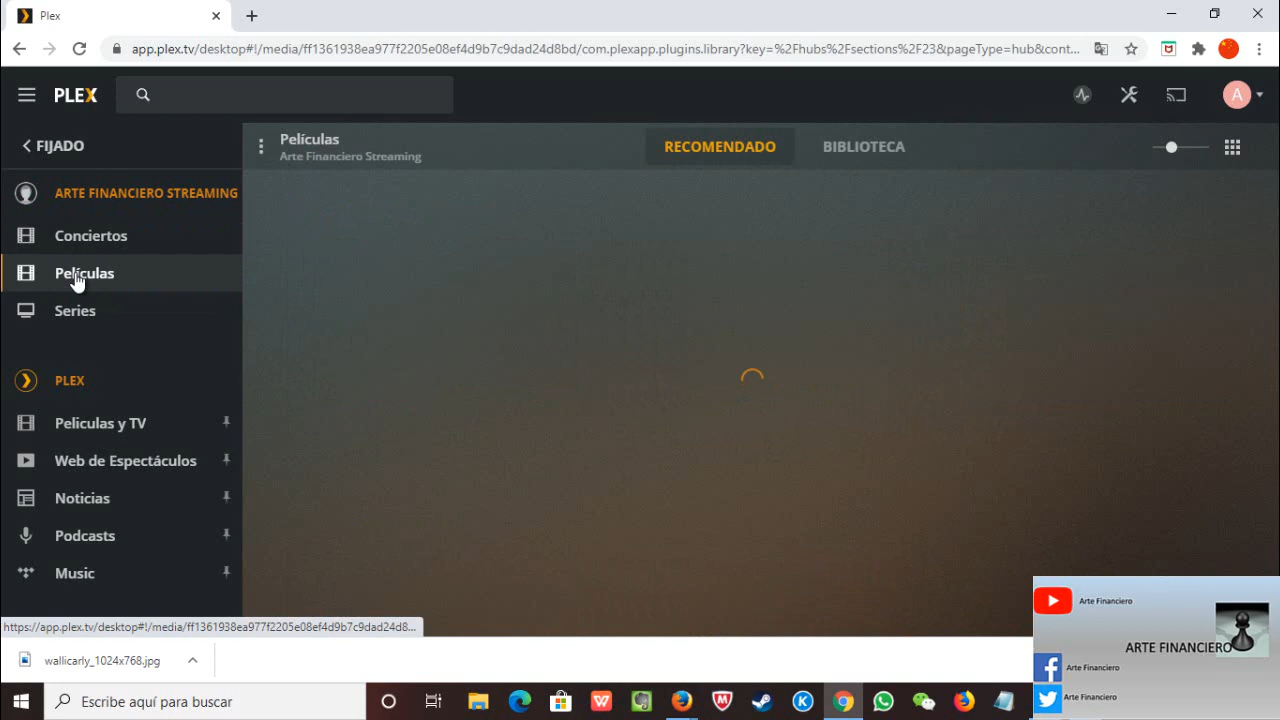 Plex
app.plex.tv/desktop#!/media/ff1361938ea977f2205e08ef4d9b7c9dad24d8bd/com.plexapp.plugins.library?key=%2Fhubs%2Fsections%2F23&pageType=hub&cont...
PLEX
A
FIJADO
Películas
Arte Financiero Streaming
RECOMENDADO
BIBLIOTECA
ARTE FINANCIERO STREAMING
Conciertos
Películas
Series
PLEX
Peliculas y TV
Web de Espectáculos
Noticias
Podcasts
Music
https://app.plex.tv/desktop#!/media/ff1361938ea977f2205e08ef4d9b7c9dad24d8...
wallicarly_1024x768.jpg
Escribe aquí para buscar
Arte Financiero
ARTE FINANCIERO
Arte Financiero
Arte Financiero